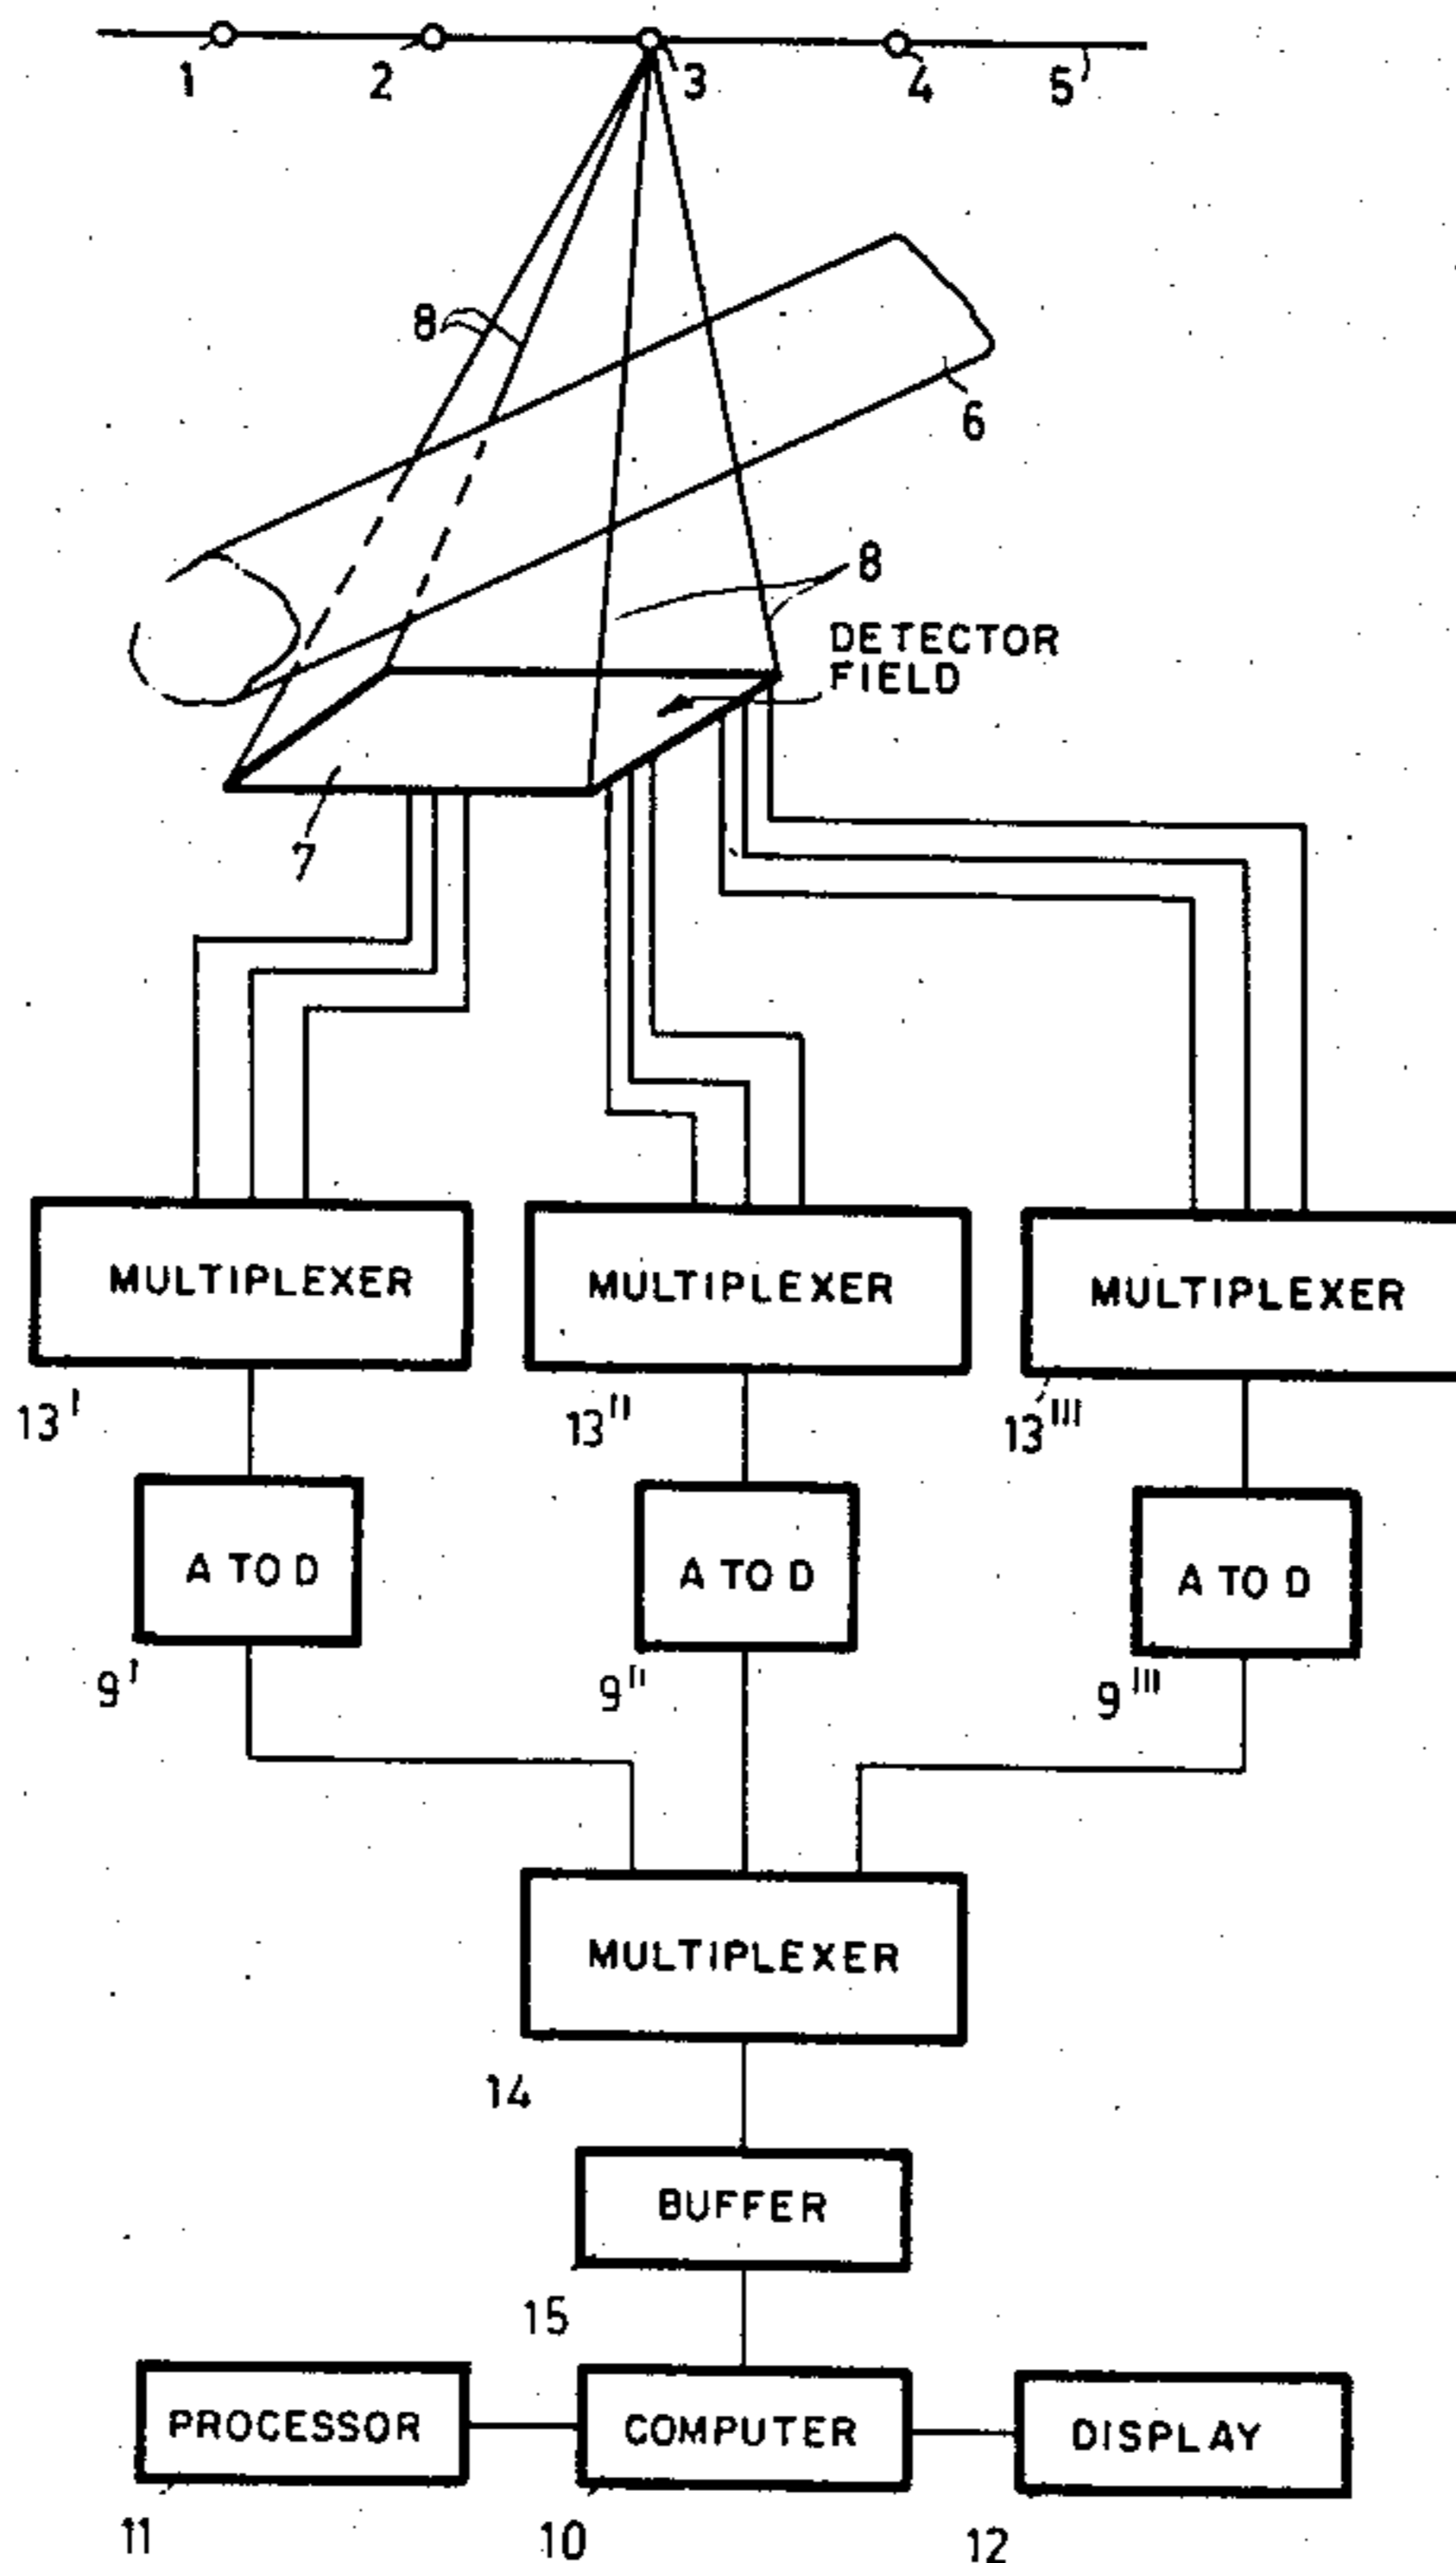 1 2 3 4 5
8
6
8
DETECTOR
FIELD
7
MULTIPLEXER MULTIPLEXER MULTIPLEXER
13' 13'' 13'''
A TO D A TO D A TO D
9' 9'' 9'''
MULTIPLEXER
14
BUFFER
15
PROCESSOR COMPUTER DISPLAY
11 10 12